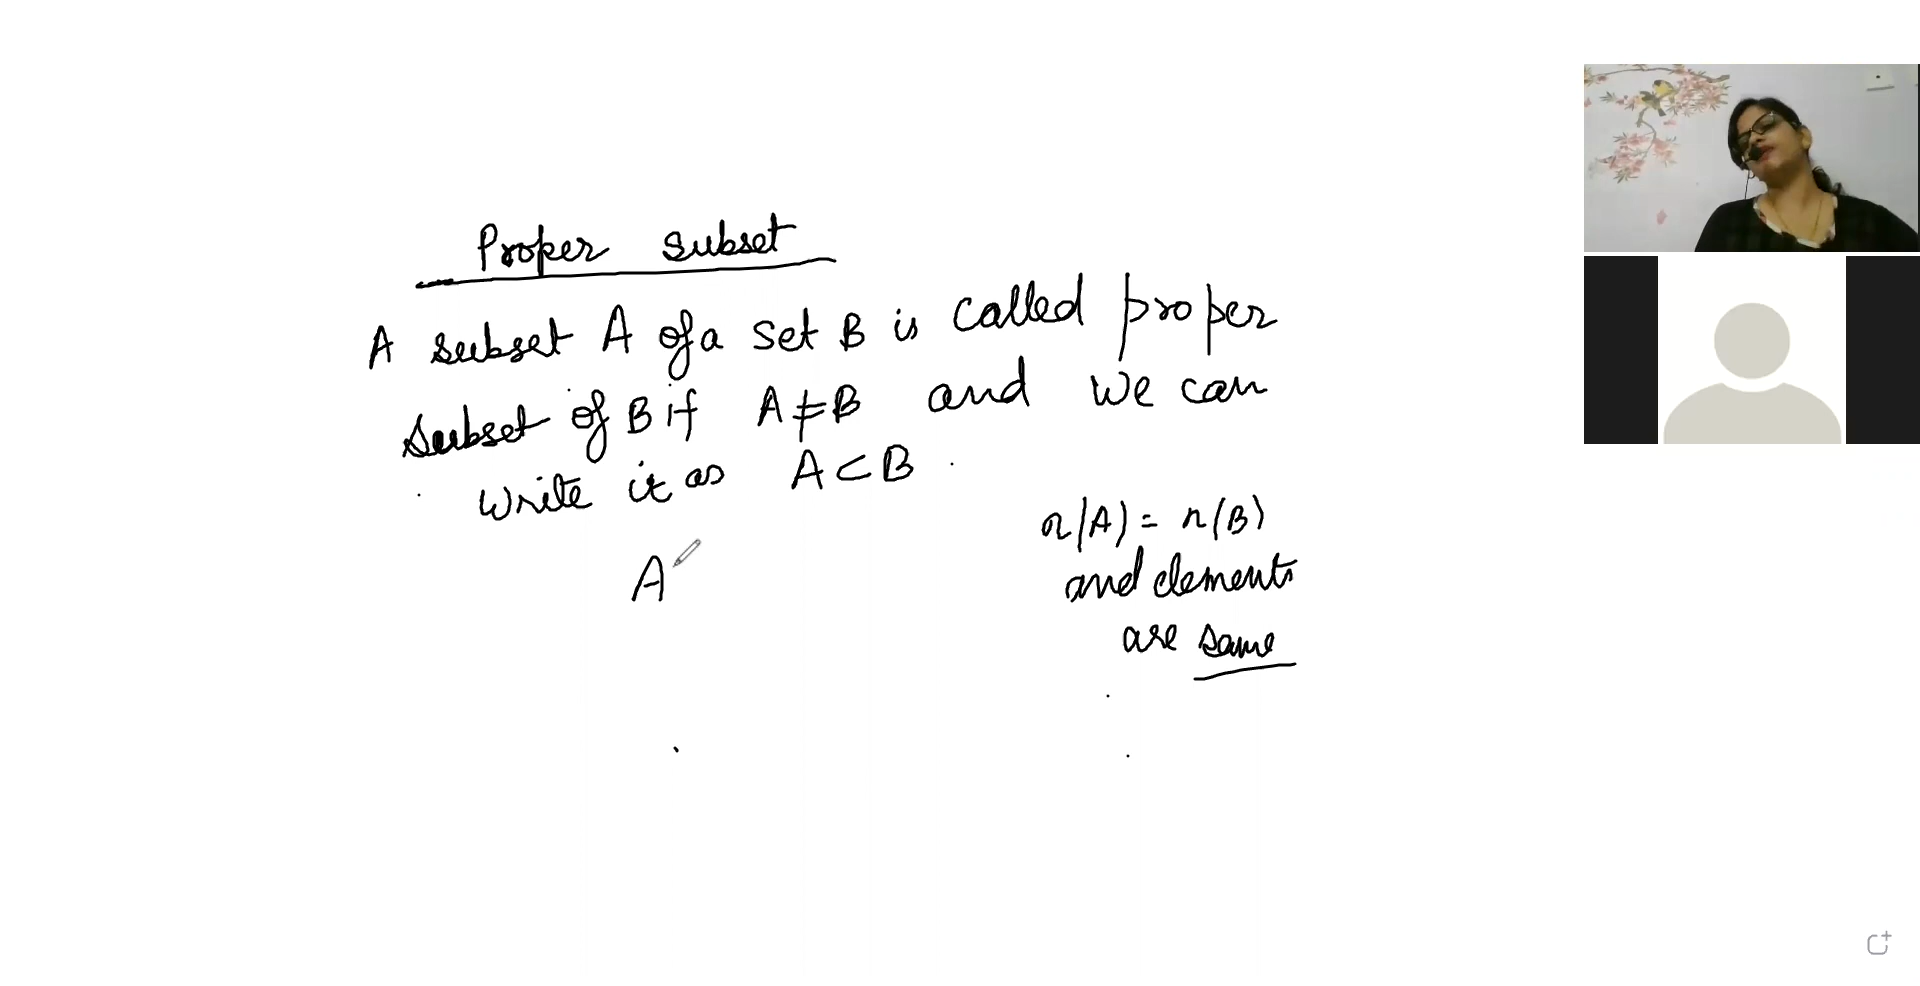 Proper subset
A subset A of a set B is called proper
subset of B if A ≠ B and we can
write it as A ⊂ B
n(A) = n(B)
and elements
are same
A